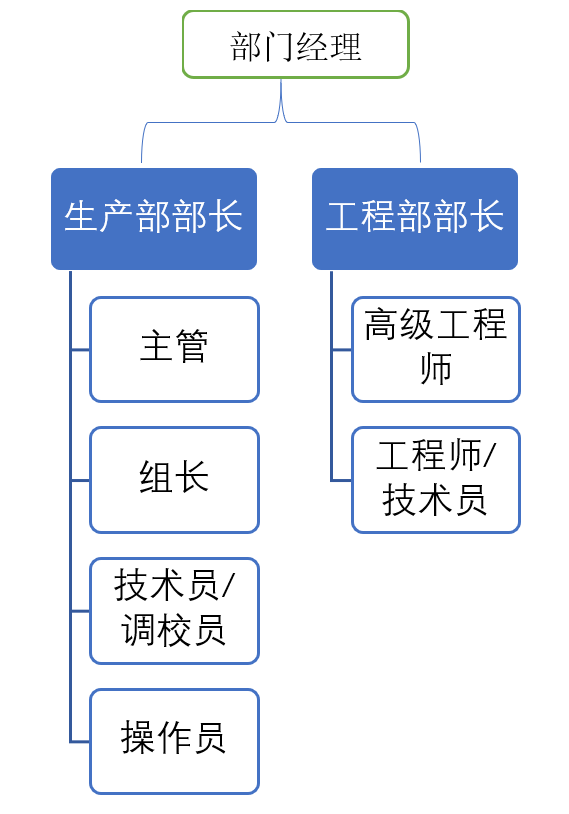 部门经理
生产部部长
工程部部长
主管
高级工程
师
组长
工程师/
技术员
技术员/
调校员
操作员